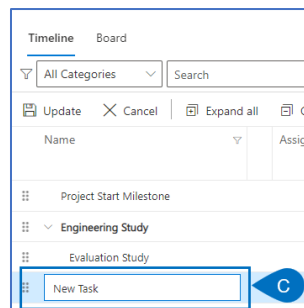 Timeline Board
All Categories Search
Update Cancel Expand all
Name Assig
Project Start Milestone
Engineering Study
Evaluation Study
New Task C